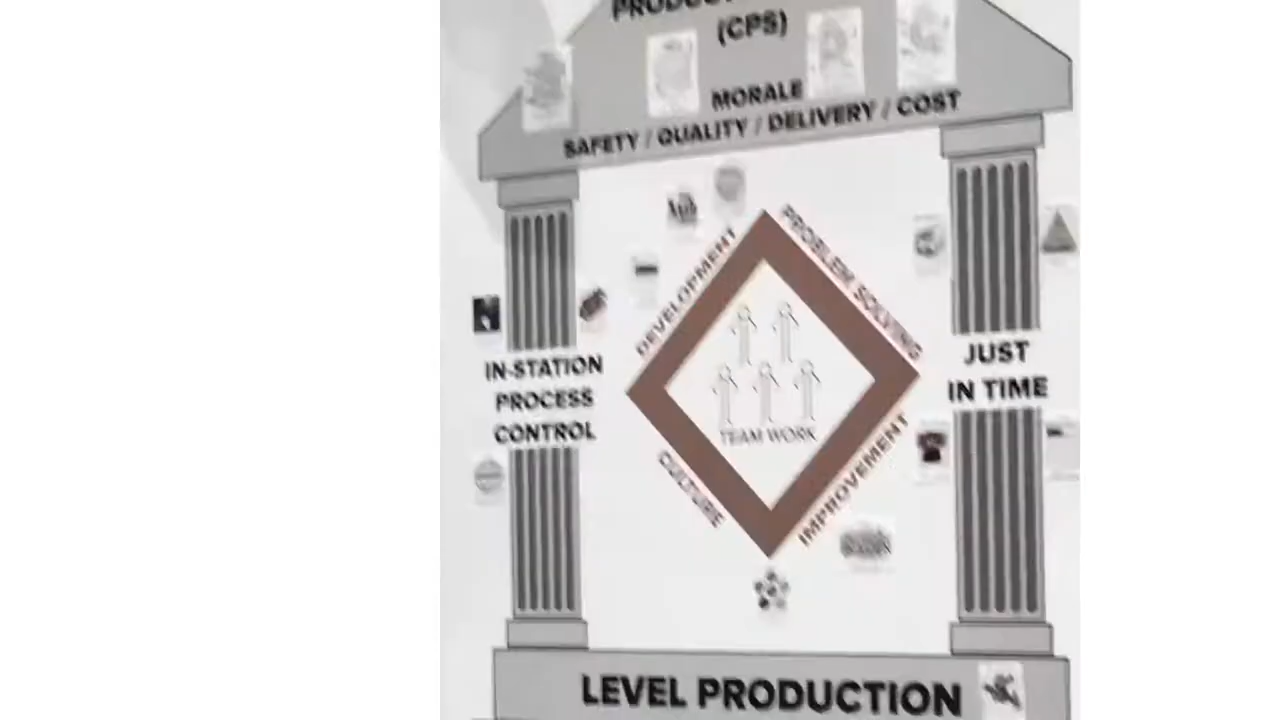 (CPS)
MORALE
SAFETY / QUALITY / DELIVERY / COST
DEVELOPMENT
PROBLEM SOLVING
IN-STATION
PROCESS
CONTROL
JUST
IN TIME
TEAM WORK
CULTURE
IMPROVEMENT
LEVEL PRODUCTION